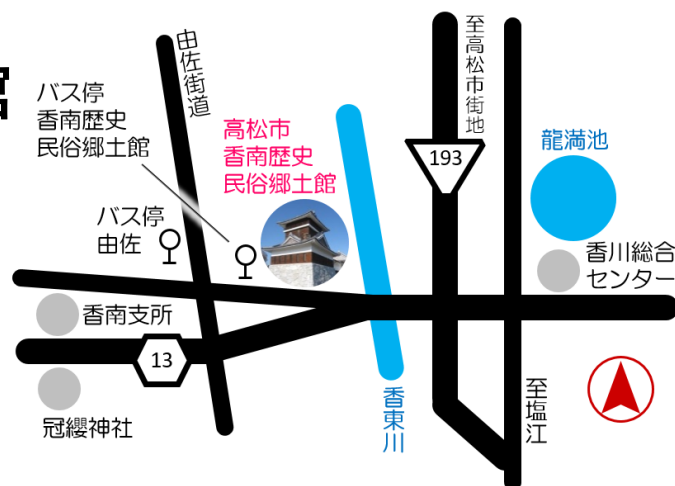 館
由佐街道
バス停
香南歴史
民俗郷土館
高松市
香南歴史
民俗郷土館
至高松市街地
193
龍満池
バス停
由佐
香川総合
センター
香南支所
13
冠纓神社
香東川
至塩江